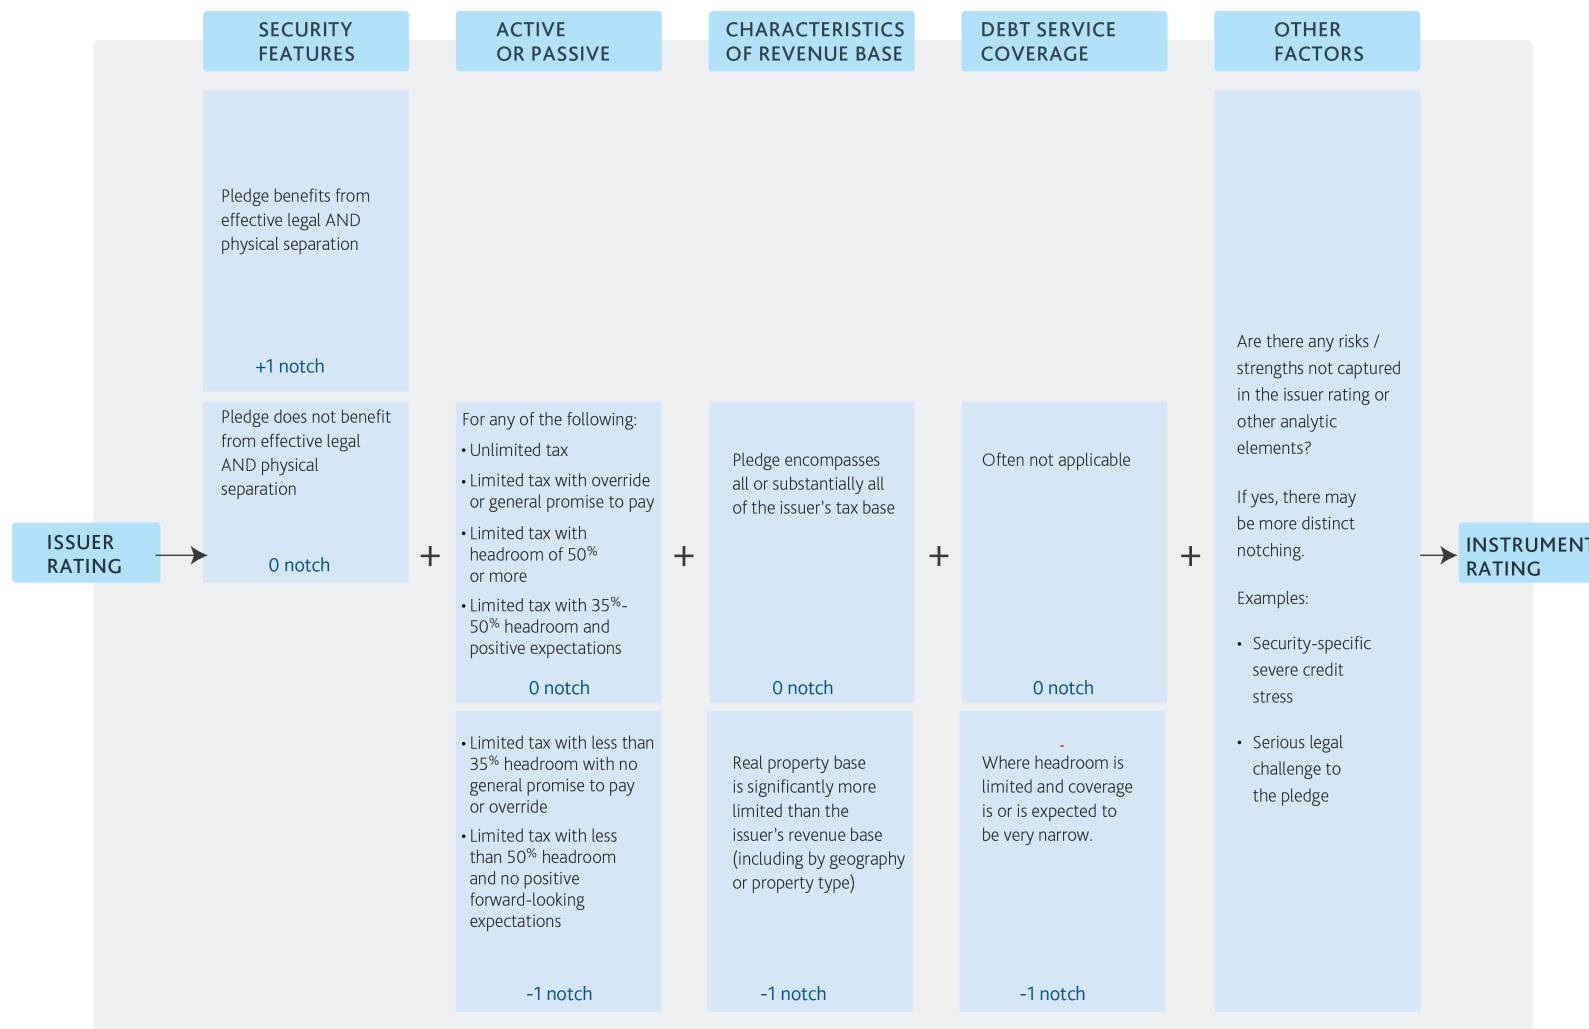 SECURITY
FEATURES
ACTIVE
OR PASSIVE
CHARACTERISTICS
OF REVENUE BASE
DEBT SERVICE
COVERAGE
OTHER
FACTORS
ISSUER
RATING
Pledge benefits from
effective legal AND
physical separation
+1 notch
Pledge does not benefit
from effective legal
AND physical
separation
0 notch
+
For any of the following:
• Unlimited tax
• Limited tax with override
or general promise to pay
• Limited tax with
headroom of 50%
or more
• Limited tax with 35%-
50% headroom and
positive expectations
0 notch
• Limited tax with less than
35% headroom with no
general promise to pay
or override
• Limited tax with less
than 50% headroom
and no positive
forward-looking
expectations
-1 notch
+
Pledge encompasses
all or substantially all
of the issuer's tax base
0 notch
Real property base
is significantly more
limited than the
issuer's revenue base
(including by geography
or property type)
-1 notch
+
Often not applicable
0 notch
-
Where headroom is
limited and coverage
is or is expected to
be very narrow.
-1 notch
+
Are there any risks /
strengths not captured
in the issuer rating or
other analytic
elements?
If yes, there may
be more distinct
notching.
Examples:
• Security-specific
severe credit
stress
• Serious legal
challenge to
the pledge
INSTRUMENT
RATING